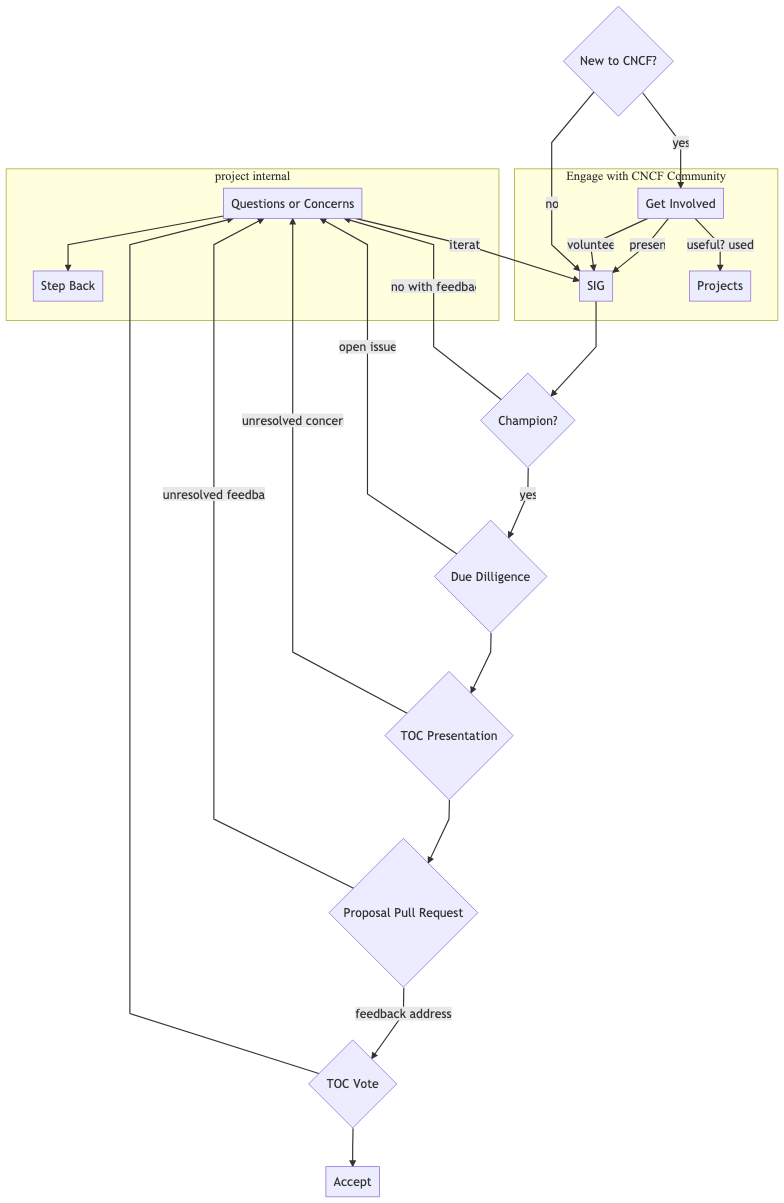 New to CNCF?
yes
project internal
Engage with CNCF Community
Questions or Concerns
Get Involved
no
iterat
voluntee
presen
useful? used
Step Back
no with feedba
SIG
Projects
open issue
unresolved concer
Champion?
unresolved feedba
yes
Due Dilligence
TOC Presentation
Proposal Pull Request
feedback address
TOC Vote
Accept